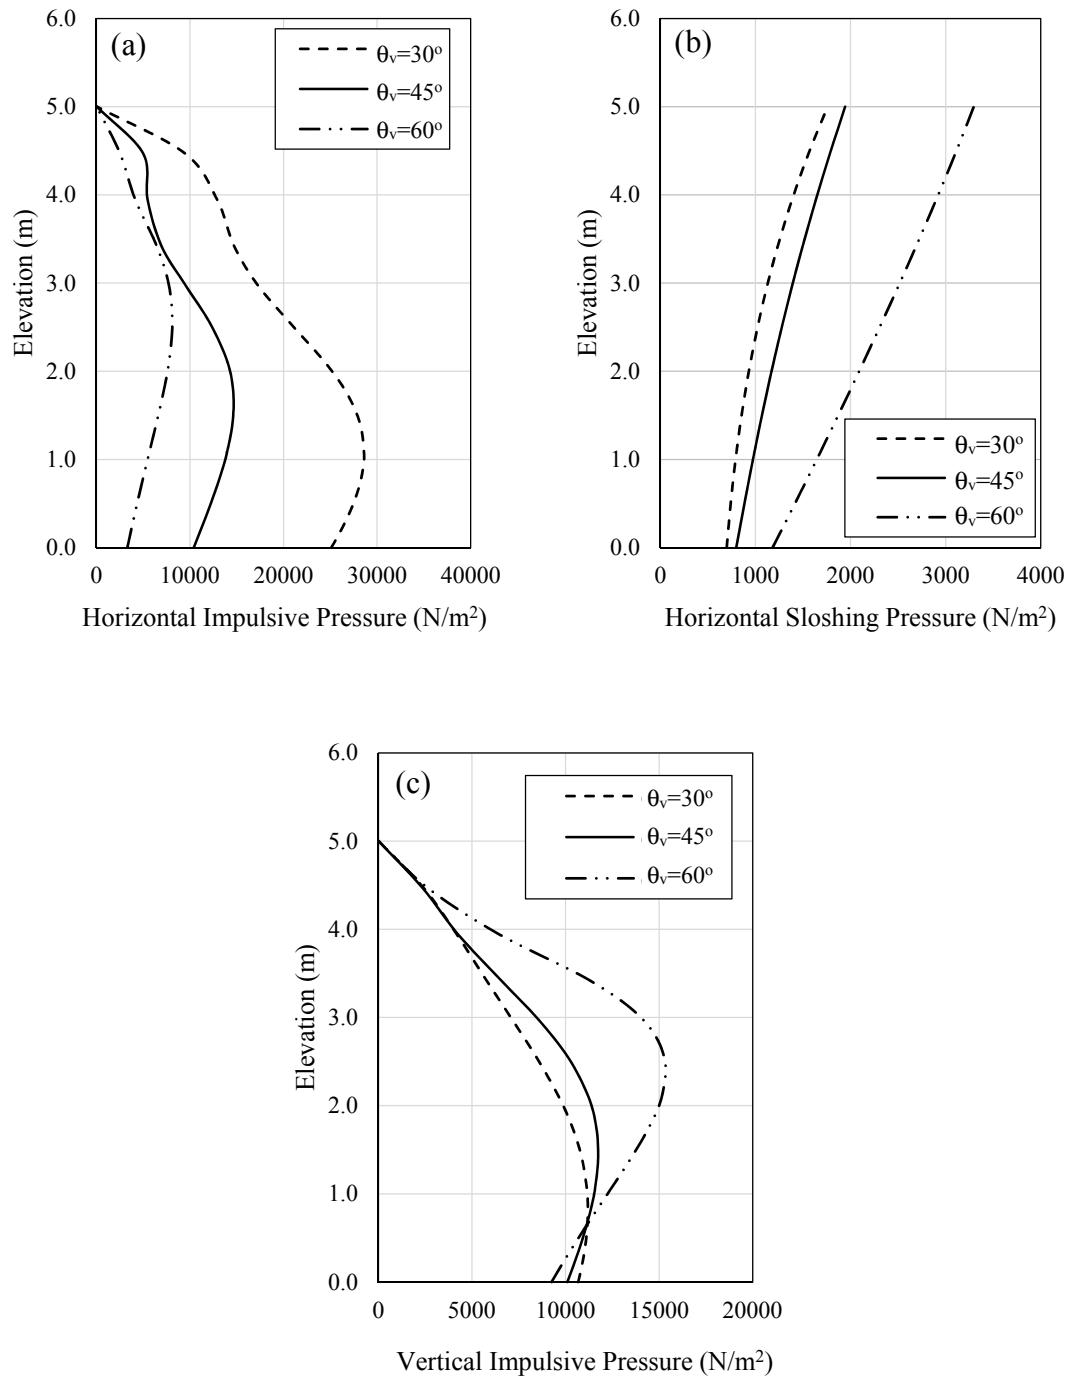 (a)
θv=30º
θv=45º
θv=60º
6.0
5.0
4.0
3.0
2.0
1.0
0.0
Elevation (m)
0 10000 20000 30000 40000
Horizontal Impulsive Pressure (N/m²)
(b)
6.0
5.0
4.0
3.0
2.0
1.0
0.0
Elevation (m)
θv=30º
θv=45º
θv=60º
0 1000 2000 3000 4000
Horizontal Sloshing Pressure (N/m²)
(c)
θv=30º
θv=45º
θv=60º
6.0
5.0
4.0
3.0
2.0
1.0
0.0
Elevation (m)
0 5000 10000 15000 20000
Vertical Impulsive Pressure (N/m²)